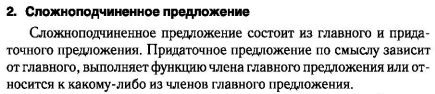 2. Сложноподчиненное предложение
Сложноподчиненное предложение состоит из главного и прида-
точного предложения. Придаточное предложение по смыслу зависит
от главного, выполняет функцию члена главного предложения или от-
носится к какому-либо из членов главного предложения.